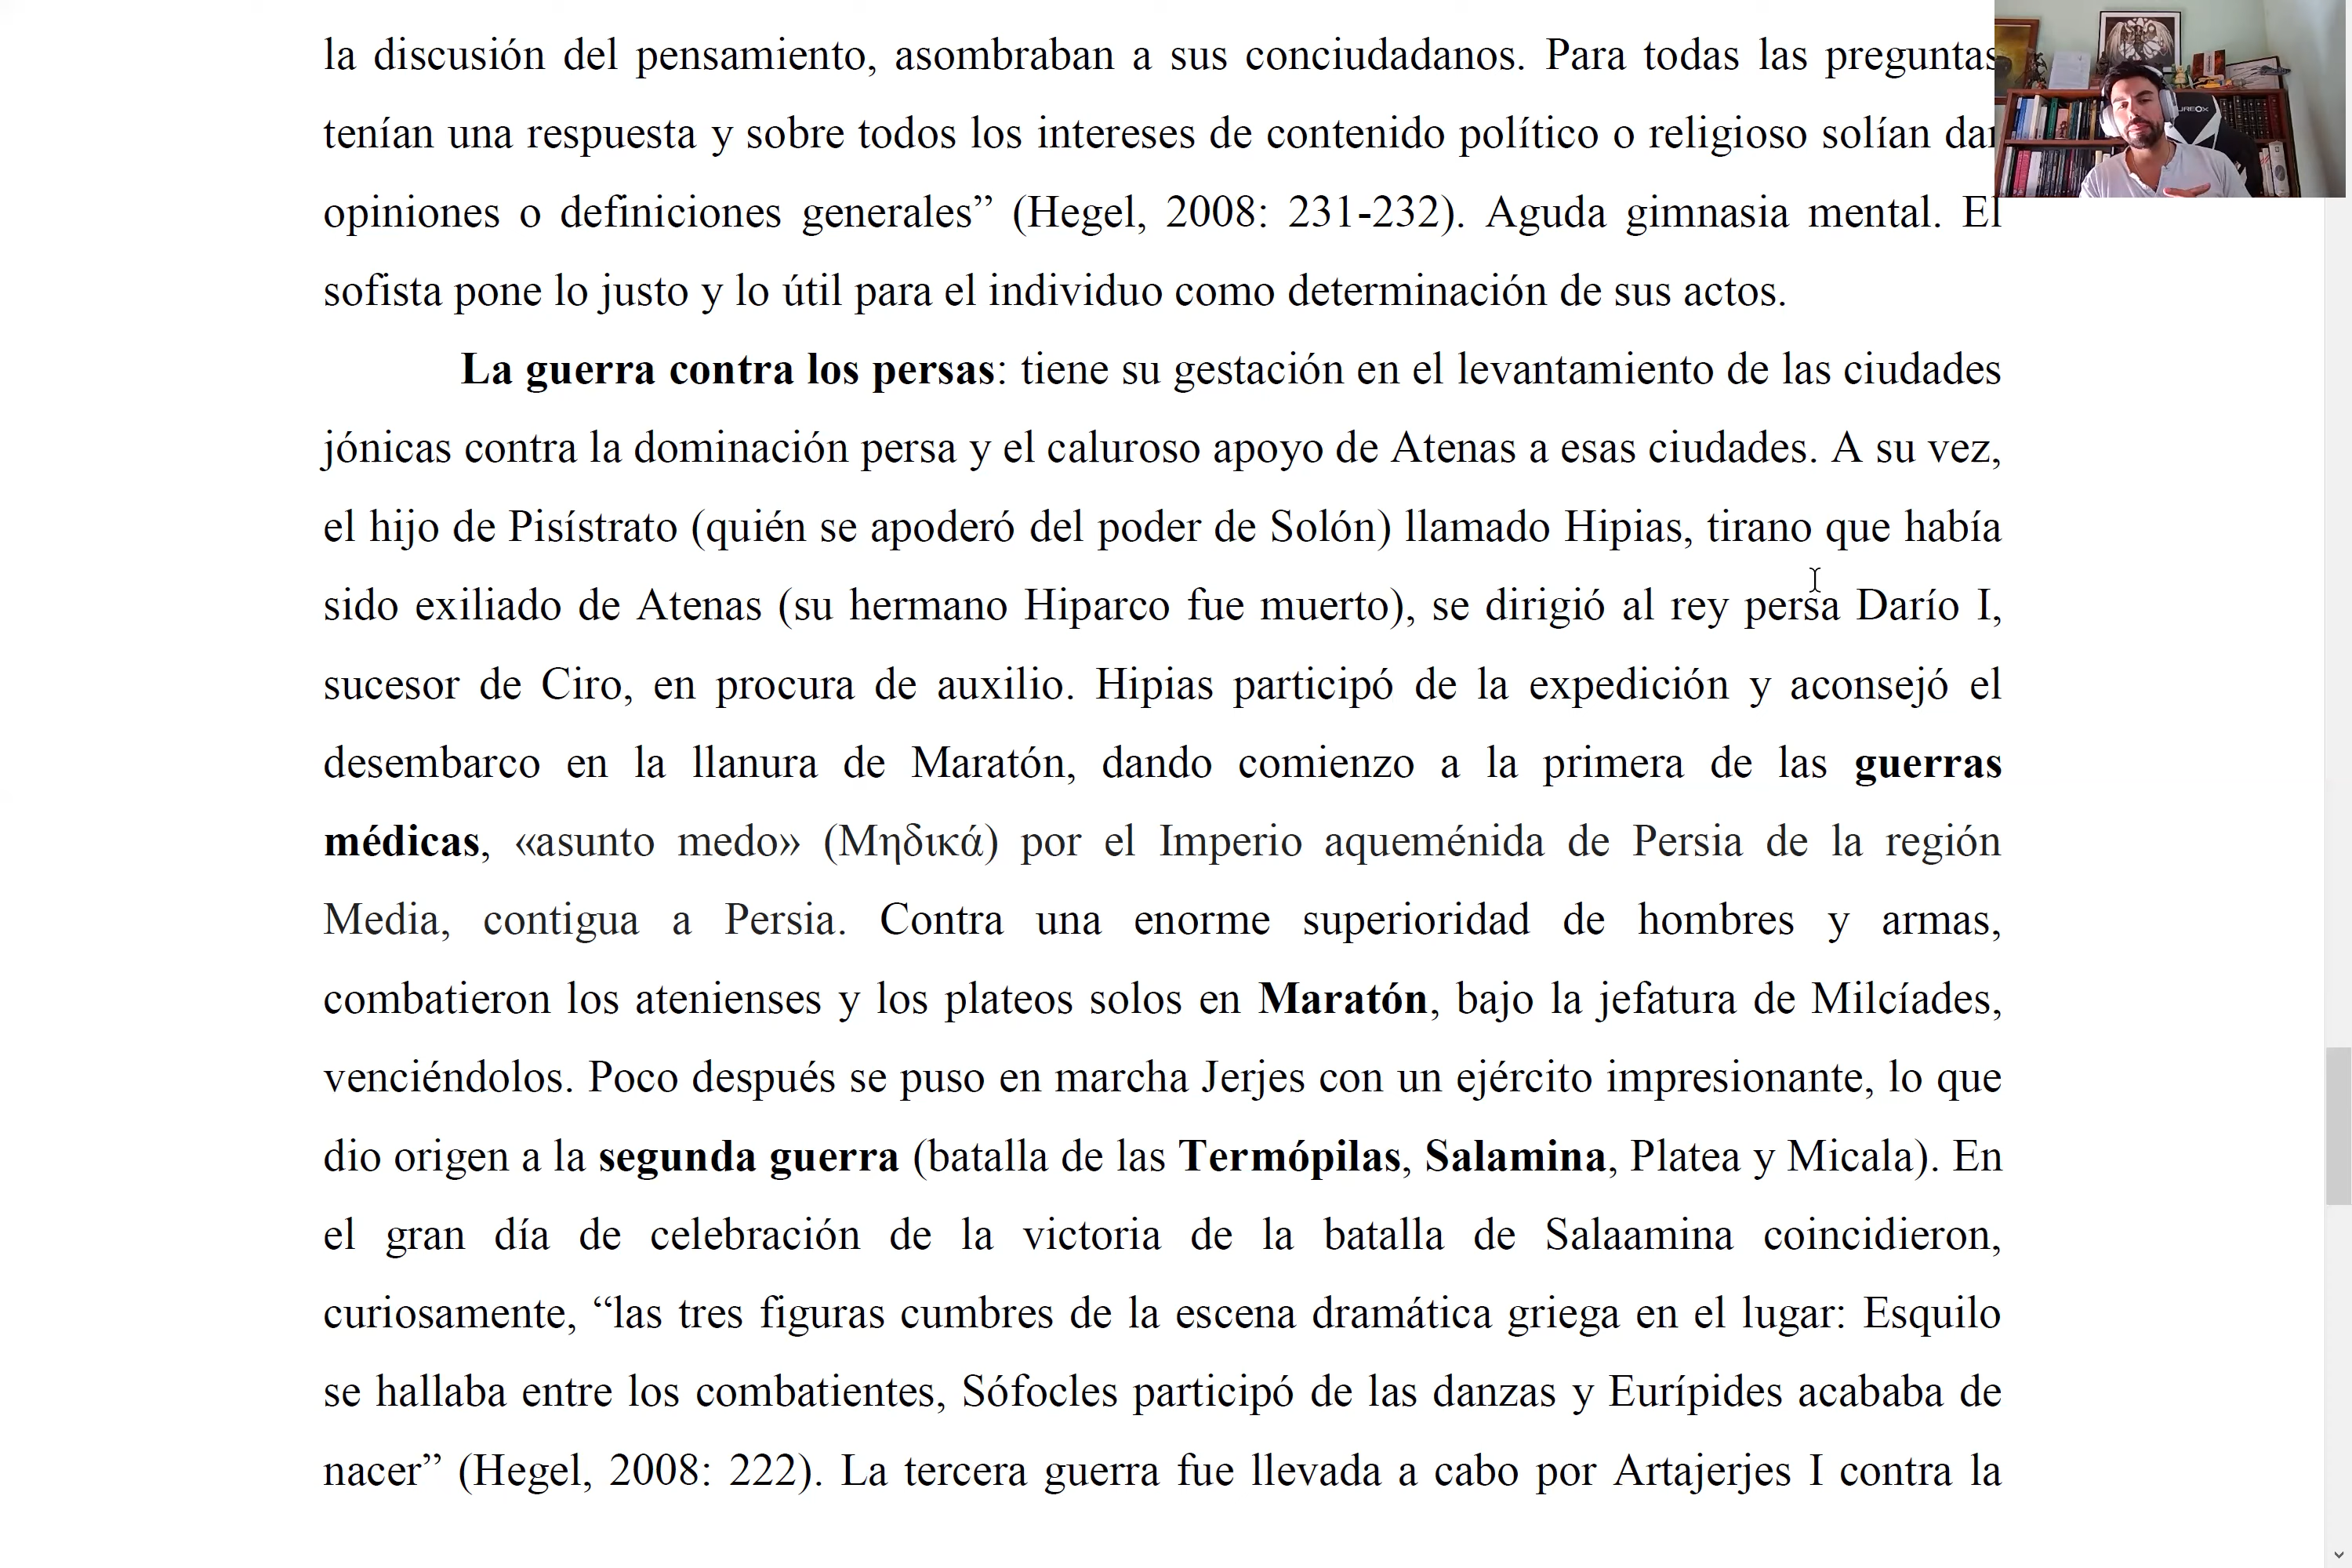 la discusión del pensamiento, asombraban a sus conciudadanos. Para todas las preguntas
tenían una respuesta y sobre todos los intereses de contenido político o religioso solían dar
opiniones o definiciones generales” (Hegel, 2008: 231-232). Aguda gimnasia mental. El
sofista pone lo justo y lo útil para el individuo como determinación de sus actos.
La guerra contra los persas: tiene su gestación en el levantamiento de las ciudades
jónicas contra la dominación persa y el caluroso apoyo de Atenas a esas ciudades. A su vez,
el hijo de Pisístrato (quién se apoderó del poder de Solón) llamado Hipias, tirano que había
sido exiliado de Atenas (su hermano Hiparco fue muerto), se dirigió al rey persa Darío I,
sucesor de Ciro, en procura de auxilio. Hipias participó de la expedición y aconsejó el
desembarco en la llanura de Maratón, dando comienzo a la primera de las guerras
médicas, «asunto medo» (Μηδικά) por el Imperio aqueménida de Persia de la región
Media, contigua a Persia. Contra una enorme superioridad de hombres y armas,
combatieron los atenienses y los plateos solos en Maratón, bajo la jefatura de Milcíades,
venciéndolos. Poco después se puso en marcha Jerjes con un ejército impresionante, lo que
dio origen a la segunda guerra (batalla de las Termópilas, Salamina, Platea y Micala). En
el gran día de celebración de la victoria de la batalla de Salaamina coincidieron,
curiosamente, “las tres figuras cumbres de la escena dramática griega en el lugar: Esquilo
se hallaba entre los combatientes, Sófocles participó de las danzas y Eurípides acababa de
nacer” (Hegel, 2008: 222). La tercera guerra fue llevada a cabo por Artajerjes I contra la